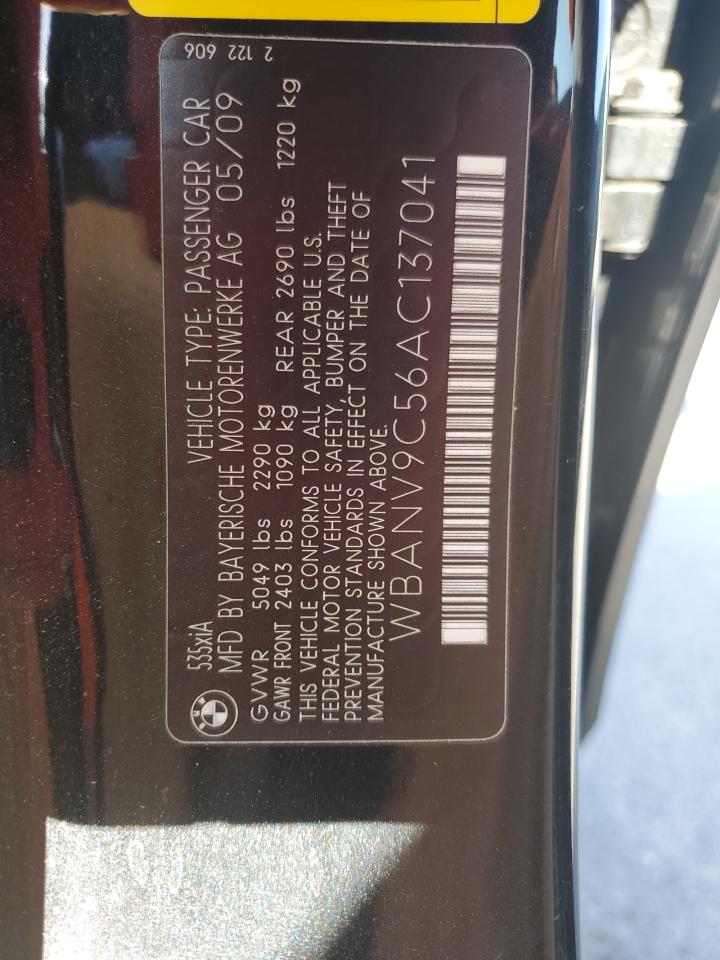 2 122 606
535xiA VEHICLE TYPE: PASSENGER CAR
MFD BY BAYERISCHE MOTORENWERKE AG 05/09
GVWR 5049 lbs 2290 kg
GAWR FRONT 2403 lbs 1090 kg REAR 2690 lbs 1220 kg
THIS VEHICLE CONFORMS TO ALL APPLICABLE U.S.
FEDERAL MOTOR VEHICLE SAFETY, BUMPER AND THEFT
PREVENTION STANDARDS IN EFFECT ON THE DATE OF
MANUFACTURE SHOWN ABOVE.
WBANV9C56AC137041